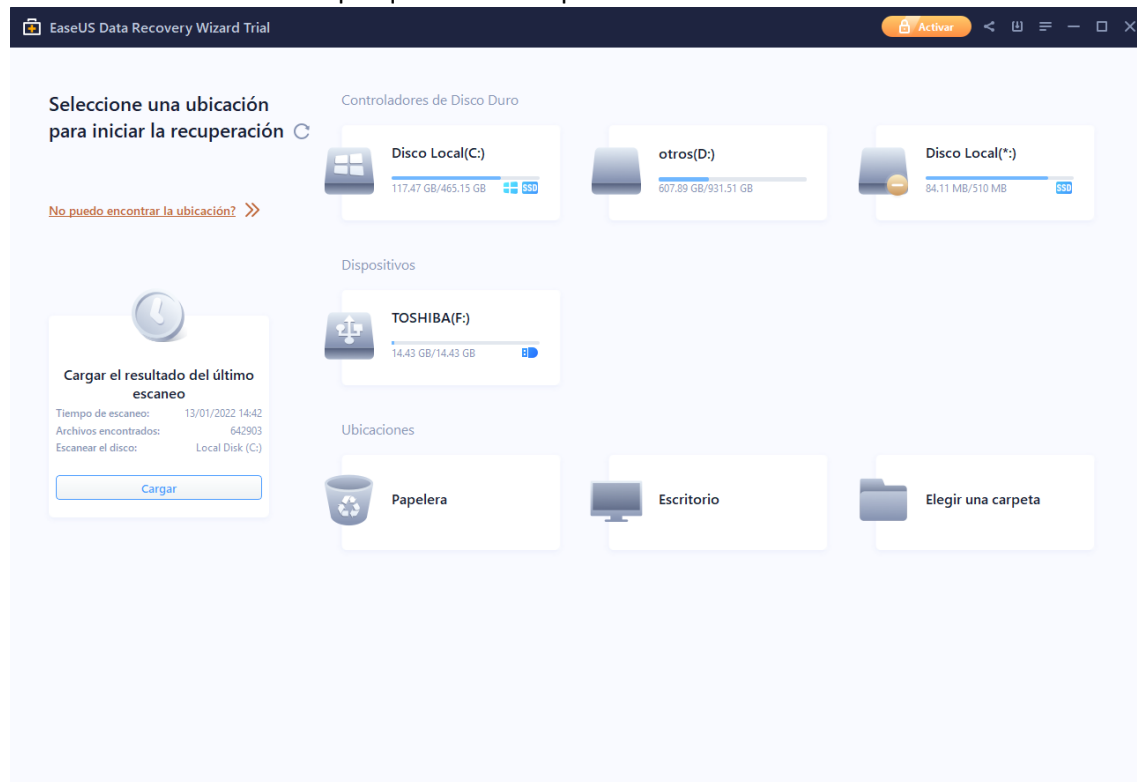 EaseUS Data Recovery Wizard Trial
Activar
Seleccione una ubicación
para iniciar la recuperación
No puedo encontrar la ubicación?
Cargar el resultado del último
escaneo
Tiempo de escaneo: 13/01/2022 14:42
Archivos encontrados: 642903
Escanear el disco: Local Disk (C:)
Cargar
Controladores de Disco Duro
Disco Local(C:)
117.47 GB/465.15 GB
SSD
otros(D:)
607.89 GB/931.51 GB
Disco Local(*:)
84.11 MB/510 MB
SSD
Dispositivos
TOSHIBA(F:)
14.43 GB/14.43 GB
Ubicaciones
Papelera
Escritorio
Elegir una carpeta